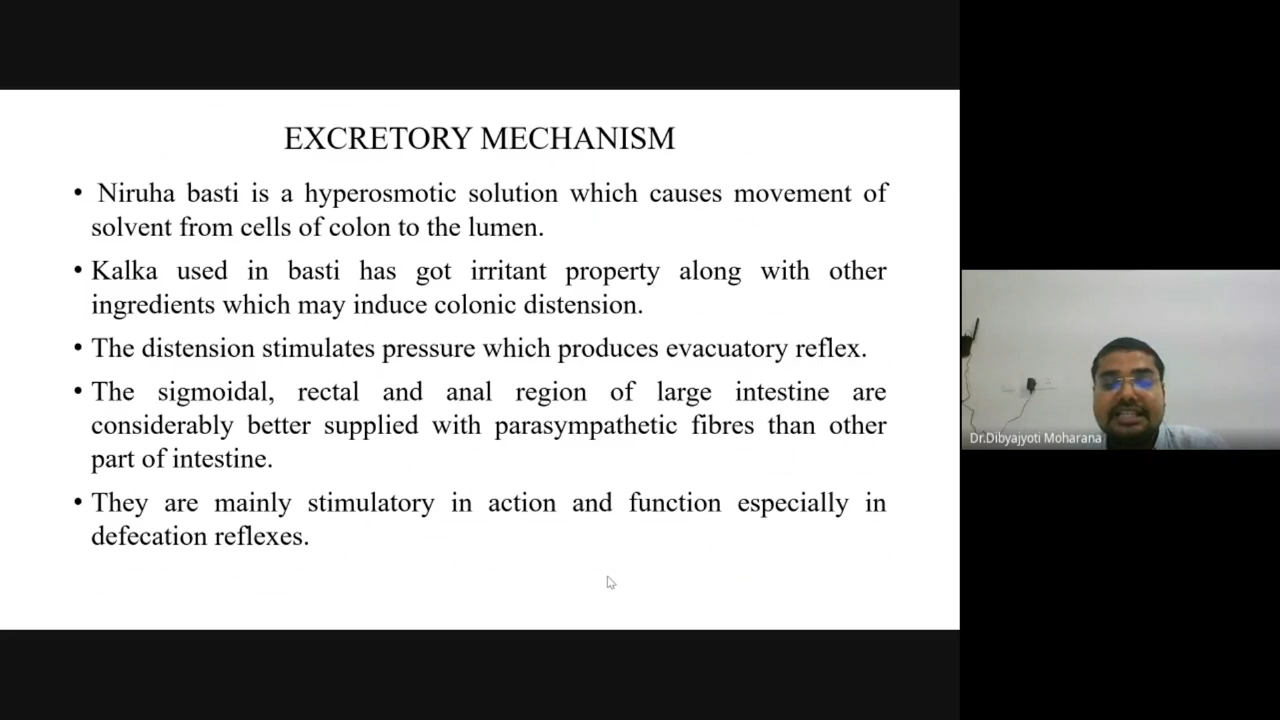 EXCRETORY MECHANISM
• Niruha basti is a hyperosmotic solution which causes movement of
solvent from cells of colon to the lumen.
• Kalka used in basti has got irritant property along with other
ingredients which may induce colonic distension.
• The distension stimulates pressure which produces evacuatory reflex.
• The sigmoidal, rectal and anal region of large intestine are
considerably better supplied with parasympathetic fibres than other
part of intestine.
• They are mainly stimulatory in action and function especially in
defecation reflexes.
Dr.Dibyajyoti Moharana